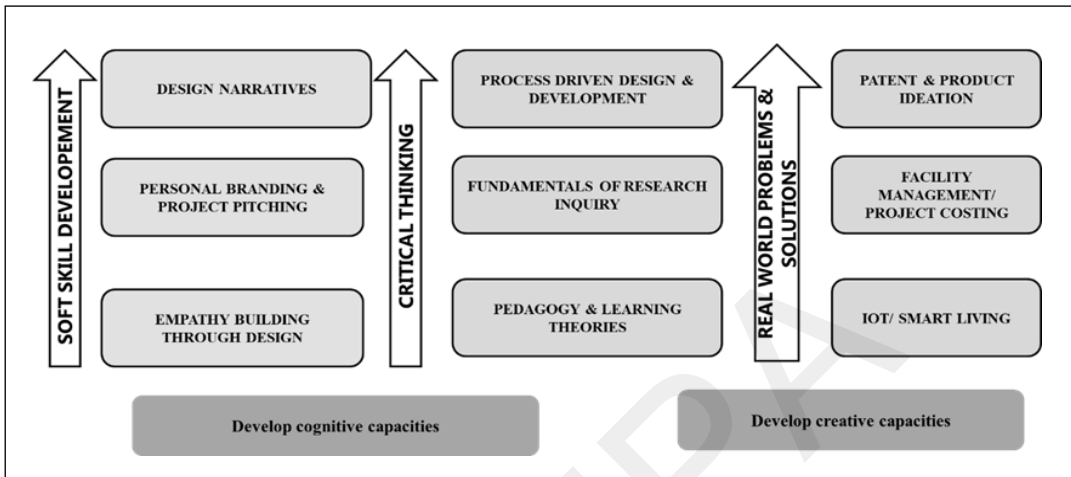 SOFT SKILL DEVELOPEMENT
DESIGN NARRATIVES
PERSONAL BRANDING &
PROJECT PITCHING
EMPATHY BUILDING
THROUGH DESIGN
CRITICAL THINKING
PROCESS DRIVEN DESIGN &
DEVELOPMENT
FUNDAMENTALS OF RESEARCH
INQUIRY
PEDAGOGY & LEARNING
THEORIES
REAL WORLD PROBLEMS &
SOLUTIONS
PATENT & PRODUCT
IDEATION
FACILITY
MANAGEMENT/
PROJECT COSTING
IOT/ SMART LIVING
Develop cognitive capacities
Develop creative capacities